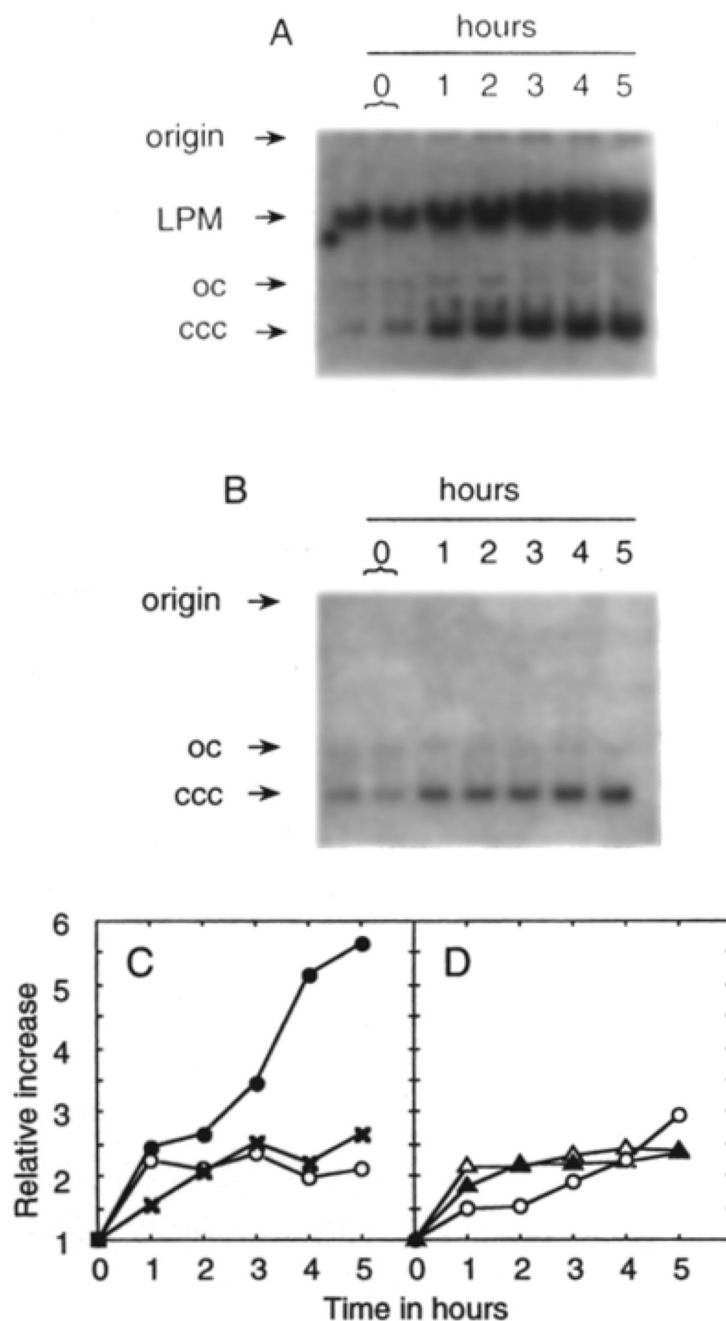 A hours
0 1 2 3 4 5
origin
LPM
oc
ccc
B hours
0 1 2 3 4 5
origin
oc
ccc
6
5
4
3
2
1
Relative increase
C D
0 1 2 3 4 5 0 1 2 3 4 5
Time in hours